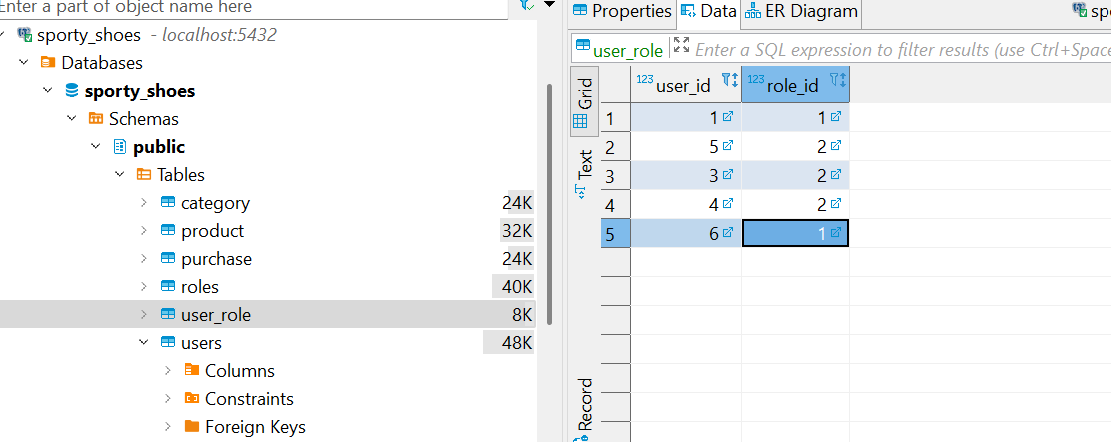 Enter a part of object name here
sporty_shoes - localhost:5432
Databases
sporty_shoes
Schemas
public
Tables
category 24K
product 32K
purchase 24K
roles 40K
user_role 8K
users 48K
Columns
Constraints
Foreign Keys
Properties Data ER Diagram sp
user_role Enter a SQL expression to filter results (use Ctrl+Space
Grid
Text
Record
123 user_id 123 role_id
1 1 1
2 5 2
3 3 2
4 4 2
5 6 1